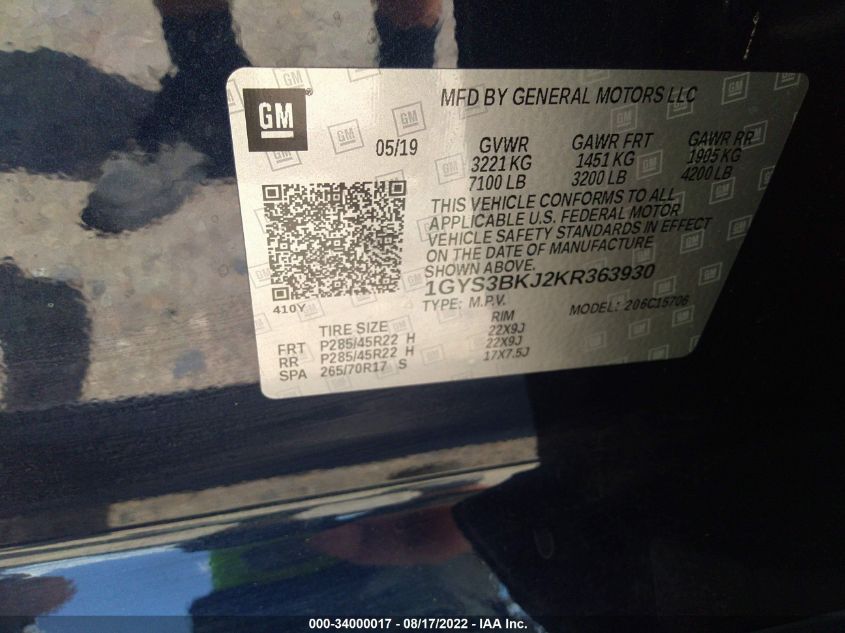 GM
MFD BY GENERAL MOTORS LLC
05/19
GVWR GAWR FRT GAWR RR
3221 KG 1451 KG 1905 KG
7100 LB 3200 LB 4200 LB
THIS VEHICLE CONFORMS TO ALL
APPLICABLE U.S. FEDERAL MOTOR
VEHICLE SAFETY STANDARDS IN EFFECT
ON THE DATE OF MANUFACTURE
SHOWN ABOVE.
1GYS3BKJ2KR363930
410Y
TYPE: M.P.V. MODEL: 206C15706
TIRE SIZE RIM
FRT P285/45R22 H 22X9J
RR P285/45R22 H 22X9J
SPA 265/70R17 S 17X7.5J
000-34000017 - 08/17/2022 - IAA Inc.